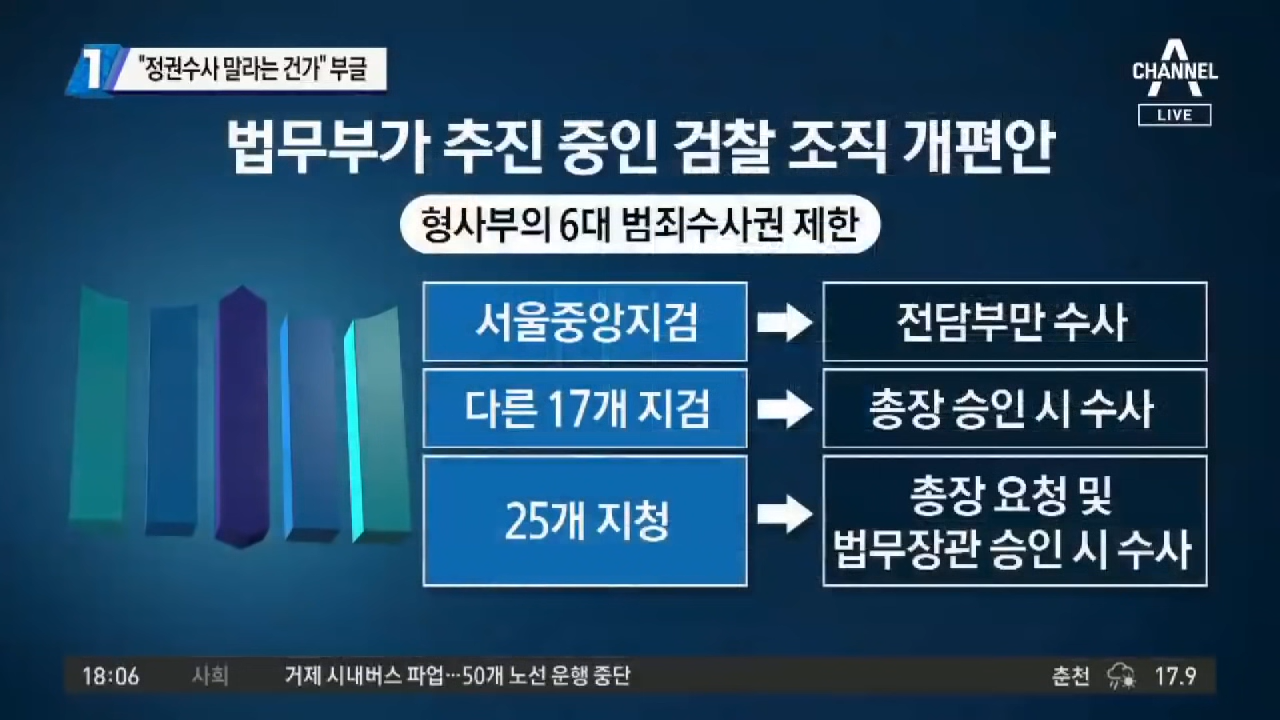 1 "정권수사 말라는 건가" 부글
CHANNEL A
LIVE
법무부가 추진 중인 검찰 조직 개편안
형사부의 6대 범죄수사권 제한
서울중앙지검 전담부만 수사
다른 17개 지검 총장 승인 시 수사
25개 지청 총장 요청 및
법무장관 승인 시 수사
18:06 사회 거제 시내버스 파업…50개 노선 운행 중단 춘천 17.9